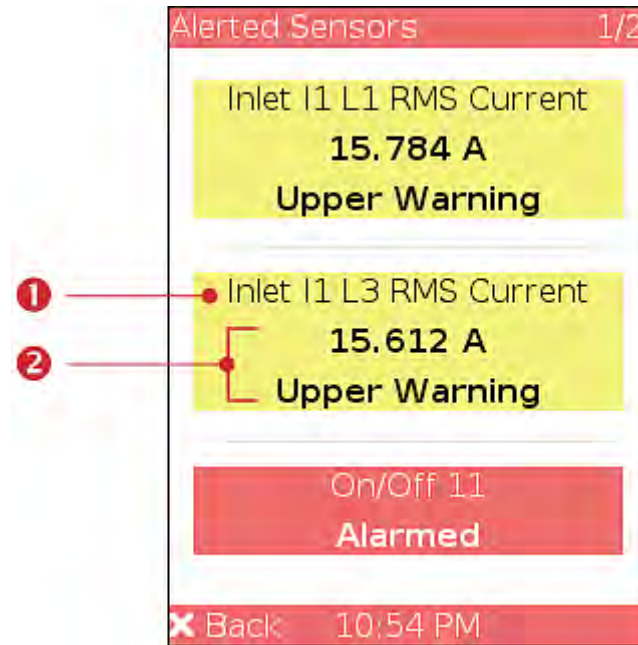 Alerted Sensors 1/2
Inlet I1 L1 RMS Current
15.784 A
Upper Warning
1 Inlet I1 L3 RMS Current
2 15.612 A
Upper Warning
On/Off 11
Alarmed
Back 10:54 PM